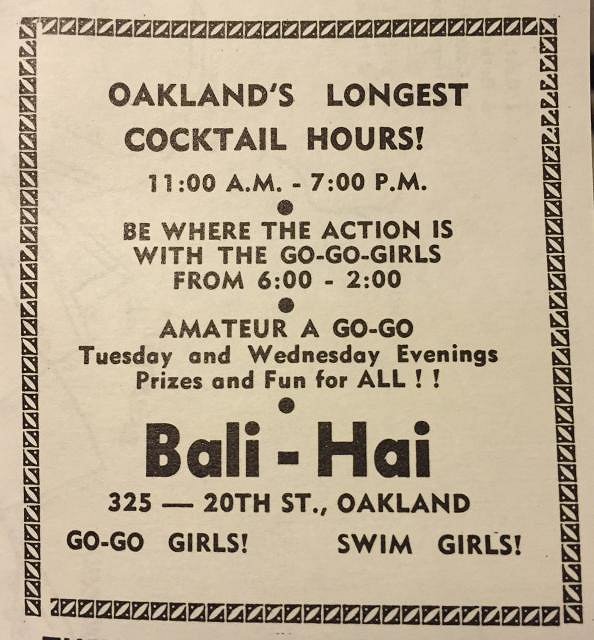 OAKLAND'S LONGEST
COCKTAIL HOURS!
11:00 A.M. - 7:00 P.M.
BE WHERE THE ACTION IS
WITH THE GO-GO-GIRLS
FROM 6:00 - 2:00
AMATEUR A GO-GO
Tuesday and Wednesday Evenings
Prizes and Fun for ALL ! !
Bali - Hai
325 — 20TH ST., OAKLAND
GO-GO GIRLS! SWIM GIRLS!